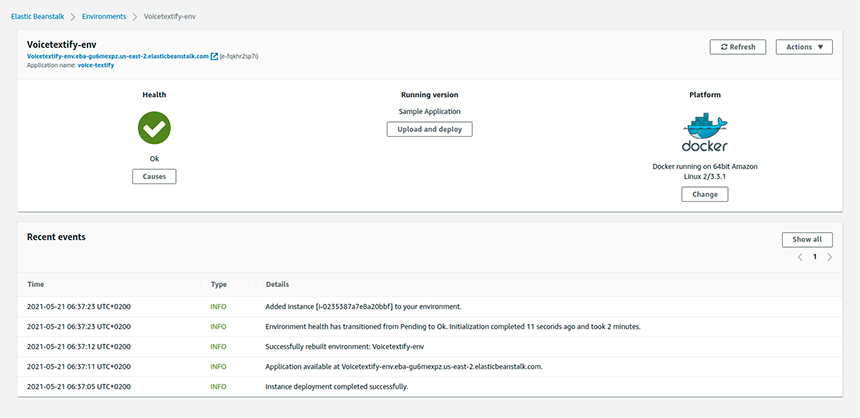 Elastic Beanstalk > Environments > Voicetextify-env
Voicetextify-env
Voicetextify-env.eba-gu6mexpz.us-east-2.elasticbeanstalk.com (e-fqkhr2sp7i)
Application name: voice-textify
Refresh
Actions
Health
Ok
Causes
Running version
Sample Application
Upload and deploy
Platform
docker
Docker running on 64bit Amazon
Linux 2/3.3.1
Change
Recent events
Show all
< 1 >
Time Type Details
2021-05-21 06:37:23 UTC+0200 INFO Added instance [i-0235387a7e8a20bbf] to your environment.
2021-05-21 06:37:23 UTC+0200 INFO Environment health has transitioned from Pending to Ok. Initialization completed 11 seconds ago and took 2 minutes.
2021-05-21 06:37:12 UTC+0200 INFO Successfully rebuilt environment: Voicetextify-env
2021-05-21 06:37:11 UTC+0200 INFO Application available at Voicetextify-env.eba-gu6mexpz.us-east-2.elasticbeanstalk.com.
2021-05-21 06:37:05 UTC+0200 INFO Instance deployment completed successfully.